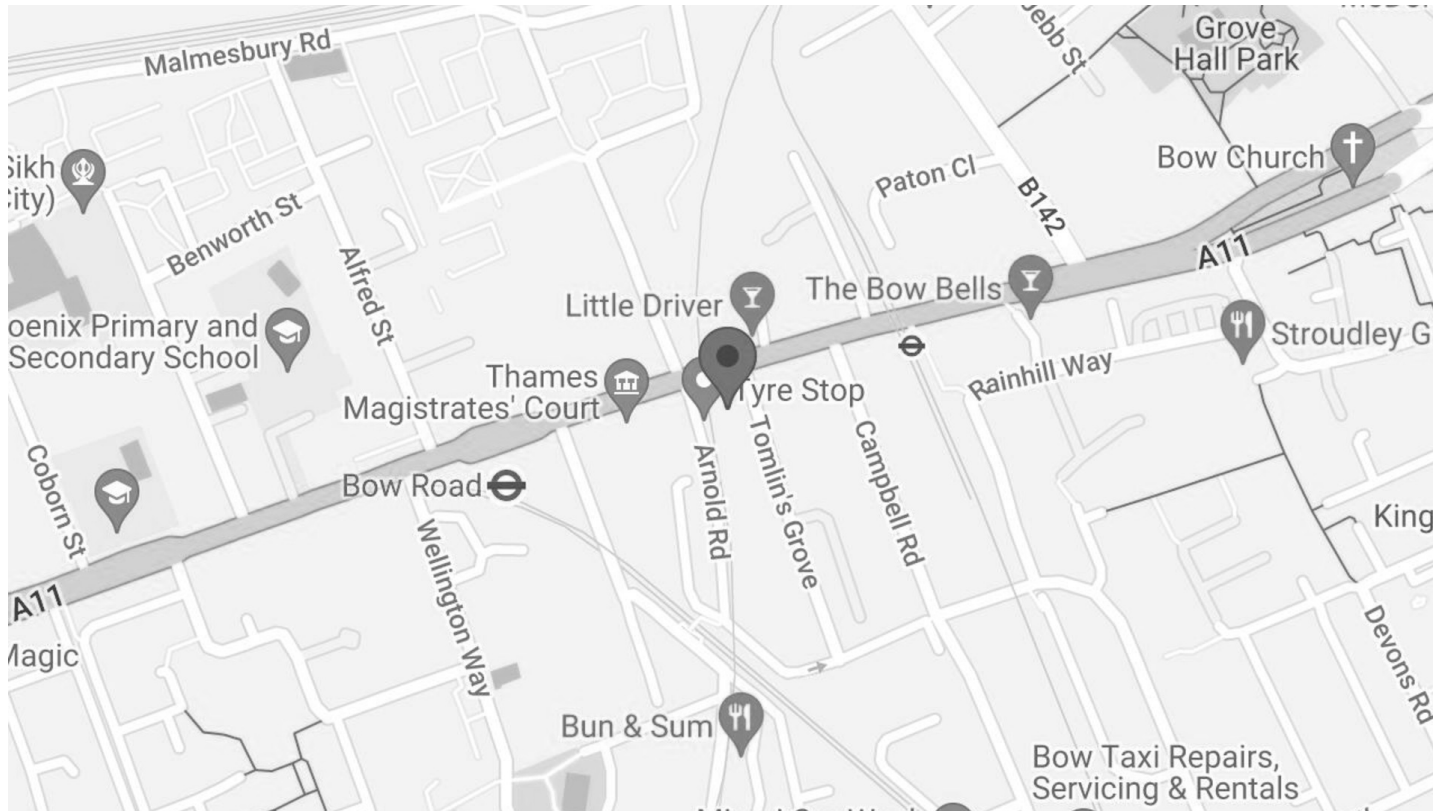 Malmesbury Rd
Grove
Hall Park
Sikh
City)
Benworth St
Alfred St
Paton Cl
B142
Bow Church
A11
Little Driver
The Bow Bells
oenix Primary and
Secondary School
Thames
Magistrates' Court
Tyre Stop
Rainhill Way
Stroudley G
Coborn St
Bow Road
Arnold Rd
Tomlin's Grove
Campbell Rd
King
Wellington Way
A11
Magic
Devons Rd
Bun & Sum
Bow Taxi Repairs,
Servicing & Rentals